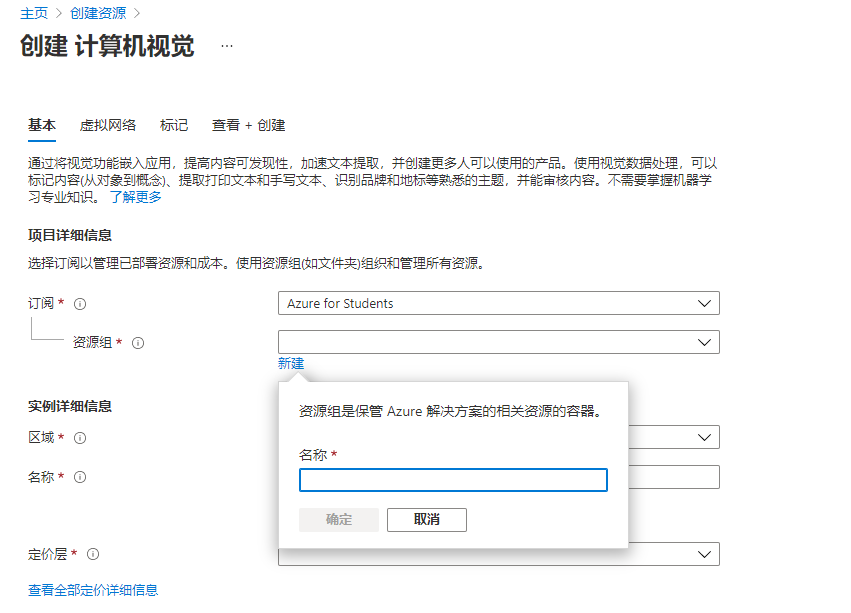 主页 > 创建资源 >
创建 计算机视觉 ...
基本 虚拟网络 标记 查看 + 创建
通过将视觉功能嵌入应用，提高内容可发现性，加速文本提取，并创建更多人可以使用的产品。使用视觉数据处理，可以
标记内容(从对象到概念)、提取打印文本和手写文本、识别品牌和地标等熟悉的主题，并能审核内容。不需要掌握机器学
习专业知识。 了解更多
项目详细信息
选择订阅以管理已部署资源和成本。使用资源组(如文件夹)组织和管理所有资源。
订阅 * Azure for Students
资源组 *
新建
资源组是保管 Azure 解决方案的相关资源的容器。
名称 *
确定 取消
实例详细信息
区域 *
名称 *
定价层 *
查看全部定价详细信息